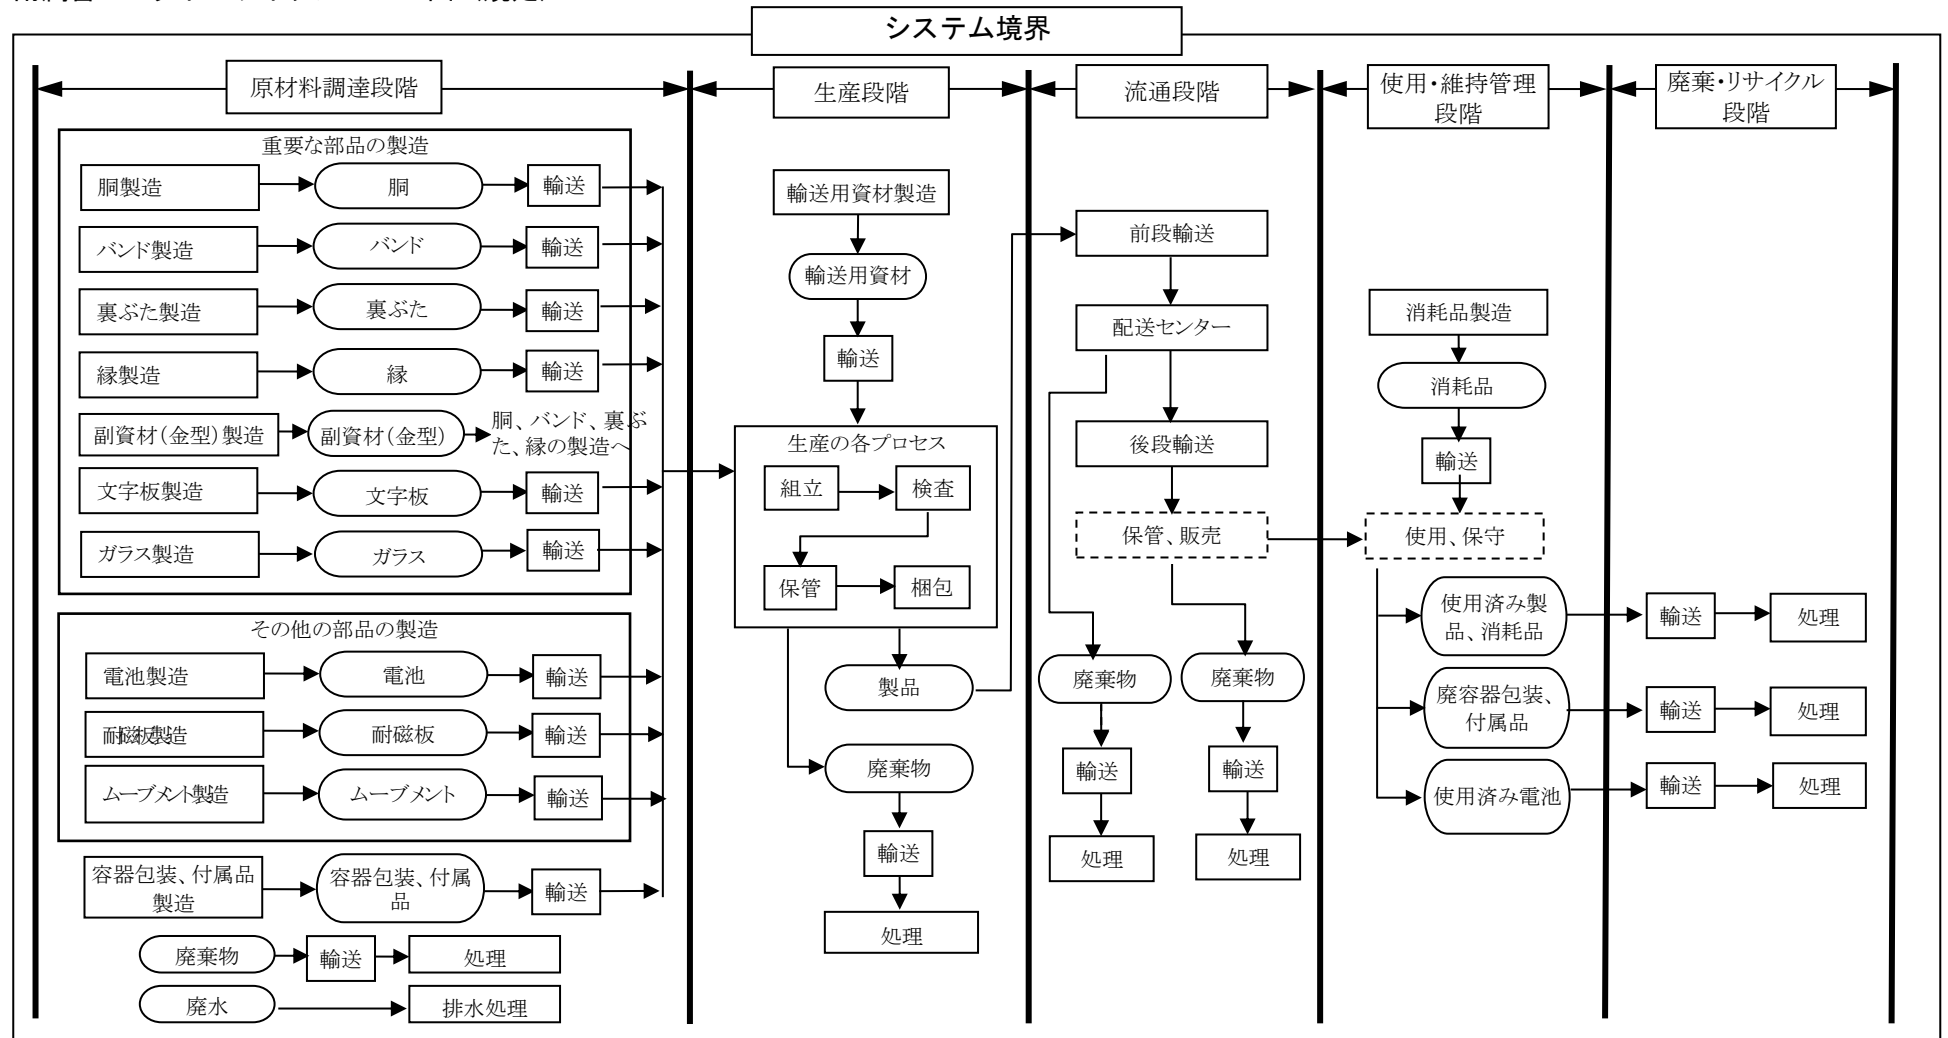 システム境界
原材料調達段階
生産段階
流通段階
使用・維持管理
段階
廃棄・リサイクル
段階
重要な部品の製造
胴製造
胴
輸送
バンド製造
バンド
輸送
裏ぶた製造
裏ぶた
輸送
縁製造
縁
輸送
副資材(金型)製造
副資材(金型)
胴、バンド、裏ぶ
た、縁の製造へ
文字板製造
文字板
輸送
ガラス製造
ガラス
輸送
その他の部品の製造
電池製造
電池
輸送
耐磁板製造
耐磁板
輸送
ムーブメント製造
ムーブメント
輸送
容器包装、付属品
製造
容器包装、付属
品
輸送
廃棄物
輸送
処理
廃水
排水処理
輸送用資材製造
輸送用資材
輸送
生産の各プロセス
組立
検査
保管
梱包
製品
廃棄物
輸送
処理
前段輸送
配送センター
後段輸送
保管、販売
廃棄物
輸送
処理
廃棄物
輸送
処理
消耗品製造
消耗品
輸送
使用、保守
使用済み製
品、消耗品
輸送
処理
廃容器包装、
付属品
輸送
処理
使用済み電池
輸送
処理